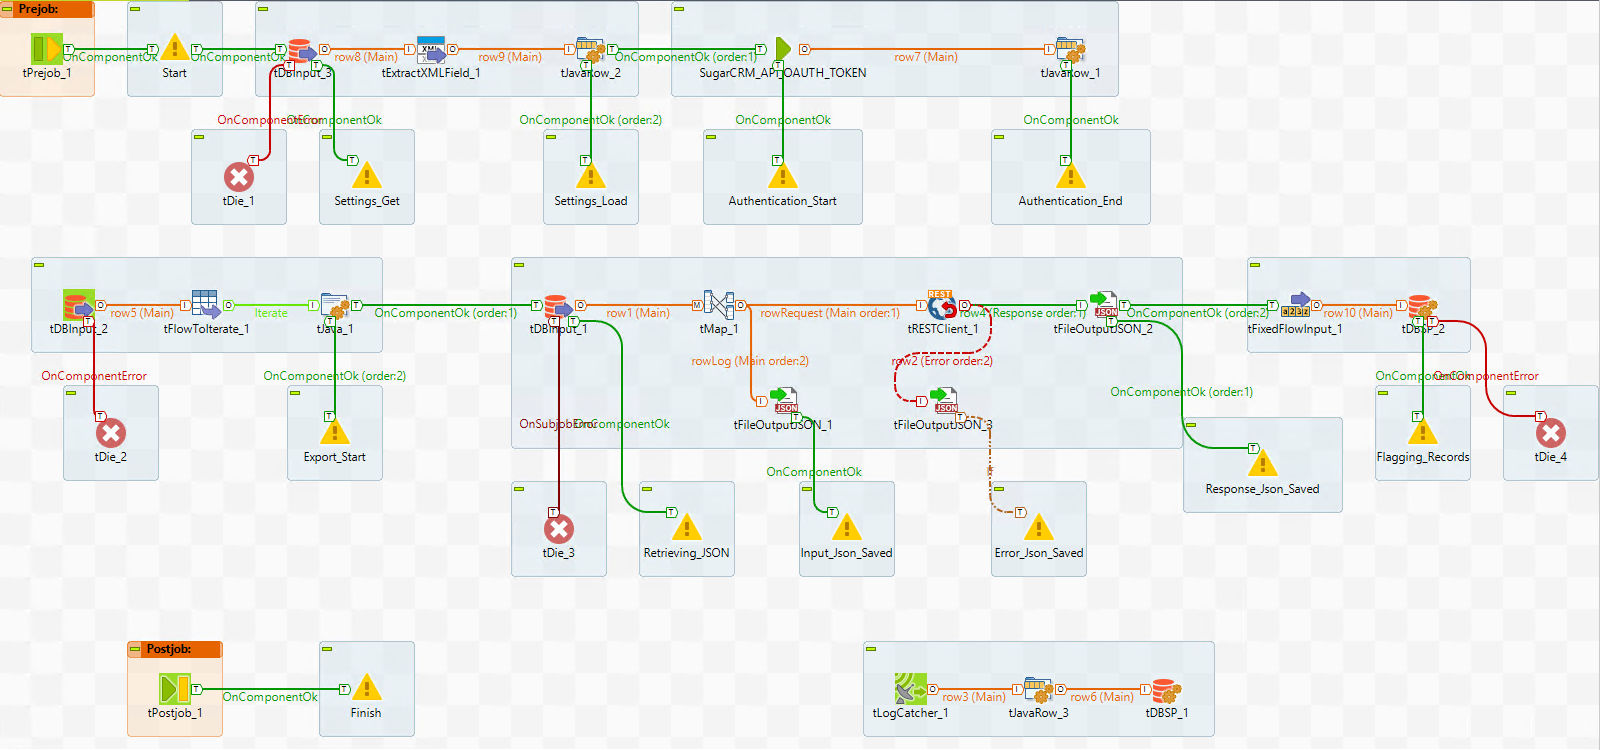 Prejob:
OnComponentOk
OnComponentOk
row8 (Main)
row9 (Main)
OnComponentOk (order:1)
row7 (Main)
tPrejob_1
Start
tDBInput_3
tExtractXMLField_1
tJavaRow_2
SugarCRM_API_OAUTH_TOKEN
tJavaRow_1
OnComponentError
OnComponentOk
OnComponentOk (order:2)
OnComponentOk
OnComponentOk
tDie_1
Settings_Get
Settings_Load
Authentication_Start
Authentication_End
row5 (Main)
Iterate
OnComponentOk (order:1)
row1 (Main)
rowRequest (Main order:1)
row4 (Response order:1)
OnComponentOk (order:2)
row10 (Main)
tDBInput_2
tFlowToIterate_1
tJava_1
tDBInput_1
tMap_1
tRESTClient_1
tFileOutputJSON_2
tFixedFlowInput_1
tDBSP_2
rowLog (Main order:2)
row2 (Error order:2)
OnComponentError
OnComponentOk (order:2)
OnComponentOk
OnComponentError
OnComponentOk (order:1)
OnSubjobError
OnComponentOk
tFileOutputJSON_1
tFileOutputJSON_3
tDie_2
Export_Start
Flagging_Records
tDie_4
OnComponentOk
If
Response_Json_Saved
tDie_3
Retrieving_JSON
Input_Json_Saved
Error_Json_Saved
Postjob:
OnComponentOk
row3 (Main)
row6 (Main)
tPostjob_1
Finish
tLogCatcher_1
tJavaRow_3
tDBSP_1